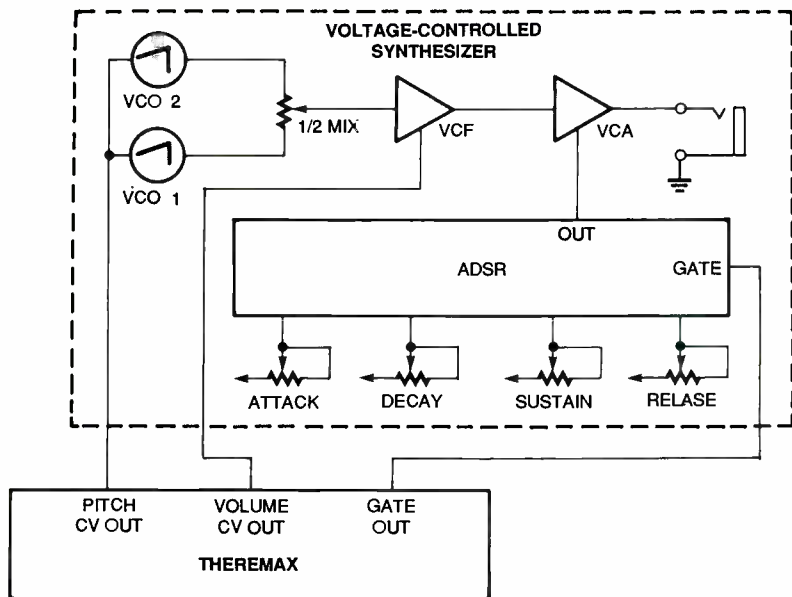 VOLTAGE-CONTROLLED
SYNTHESIZER
VCO 2
1/2 MIX
VCF
VCA
VCO 1
OUT
ADSR
GATE
ATTACK
DECAY
SUSTAIN
RELASE
PITCH
CV OUT
VOLUME
CV OUT
GATE
OUT
THEREMAX